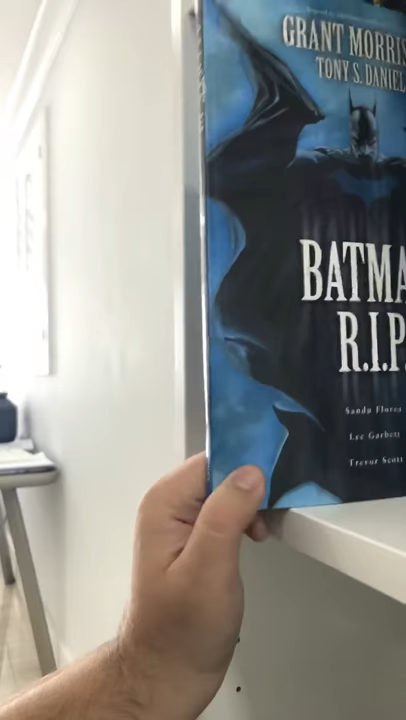 GRANT MORRIS
TONY S. DANIEL
BATMA
R.I.P.
Sandu Florea
Lee Garbett
Trevor Scott